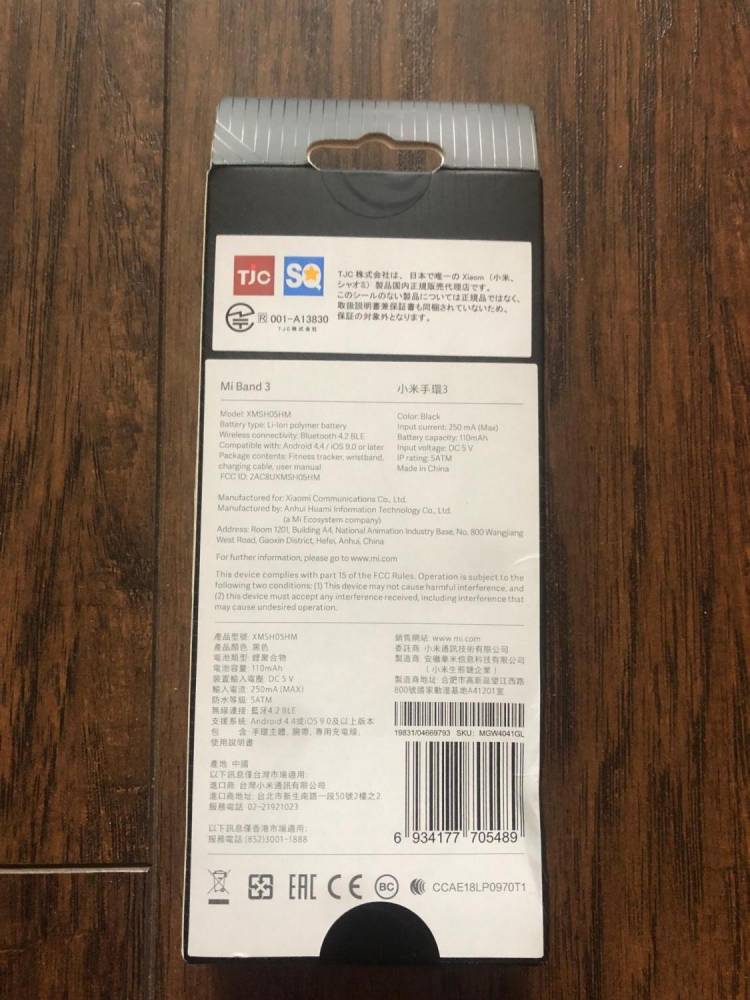 TJC
SQ
TJC 株式会社は、日本で唯一の Xiaomi（小米、
シャオミ）製品国内正規販売代理店です。
このシールのない製品については正規品ではなく、
取扱説明書兼保証書も同梱されていないため、
保証の対象外となります。
R 001-A13830
TJC株式会社
Mi Band 3
小米手環3
Model: XMSH05HM
Battery type: Li-Ion polymer battery
Wireless connectivity: Bluetooth 4.2 BLE
Compatible with: Android 4.4 / iOS 9.0 or later
Package contents: Fitness tracker, wristband,
charging cable, user manual
FCC ID: 2AC8UXMSH05HM
Color: Black
Input current: 250 mA (Max)
Battery capacity: 110mAh
Input voltage: DC 5 V
IP rating: 5ATM
Made in China
Manufactured for: Xiaomi Communications Co., Ltd.
Manufactured by: Anhui Huami Information Technology Co., Ltd.
(a Mi Ecosystem company)
Address: Room 1201, Building A4, National Animation Industry Base, No. 800 Wangjiang
West Road, Gaoxin District, Hefei, Anhui, China
For further information, please go to www.mi.com
This device complies with part 15 of the FCC Rules. Operation is subject to the
following two conditions: (1) This device may not cause harmful interference, and
(2) this device must accept any interference received, including interference that
may cause undesired operation.
產品型號: XMSH05HM
產品顏色: 黑色
電池類型: 鋰聚合物
電池容量: 110mAh
裝置輸入電壓: DC 5 V
輸入電流: 250mA (MAX)
防水等級: 5ATM
無線連接: 藍牙4.2 BLE
支援系統: Android 4.4或iOS 9.0及以上版本
包 含: 手環主體, 腕帶, 專用充電線,
使用說明書
產地: 中國
以下訊息僅台灣市場適用:
進口商: 台灣小米通訊有限公司
進口商地址: 台北市新生南路一段50號2樓之2
服務電話: 02-21921023
以下訊息僅香港市場適用:
服務電話: (852)3001-1888
銷售網站: www.mi.com
委託商: 小米通訊技術有限公司
製造商: 安徽華米信息科技有限公司
(小米生態鏈企業)
製造商地址: 合肥市高新區望江西路
800號國家動漫基地A41201室
19831/04669793 SKU: MGW4041GL
6 934177 705489
EAC CE BC CCAE18LP0970T1